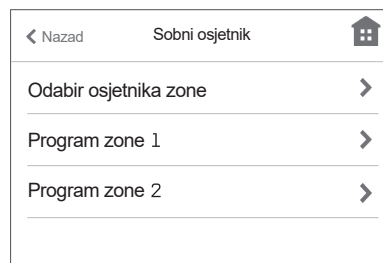 Nazad Sobni osjetnik
Odabir osjetnika zone
Program zone 1
Program zone 2